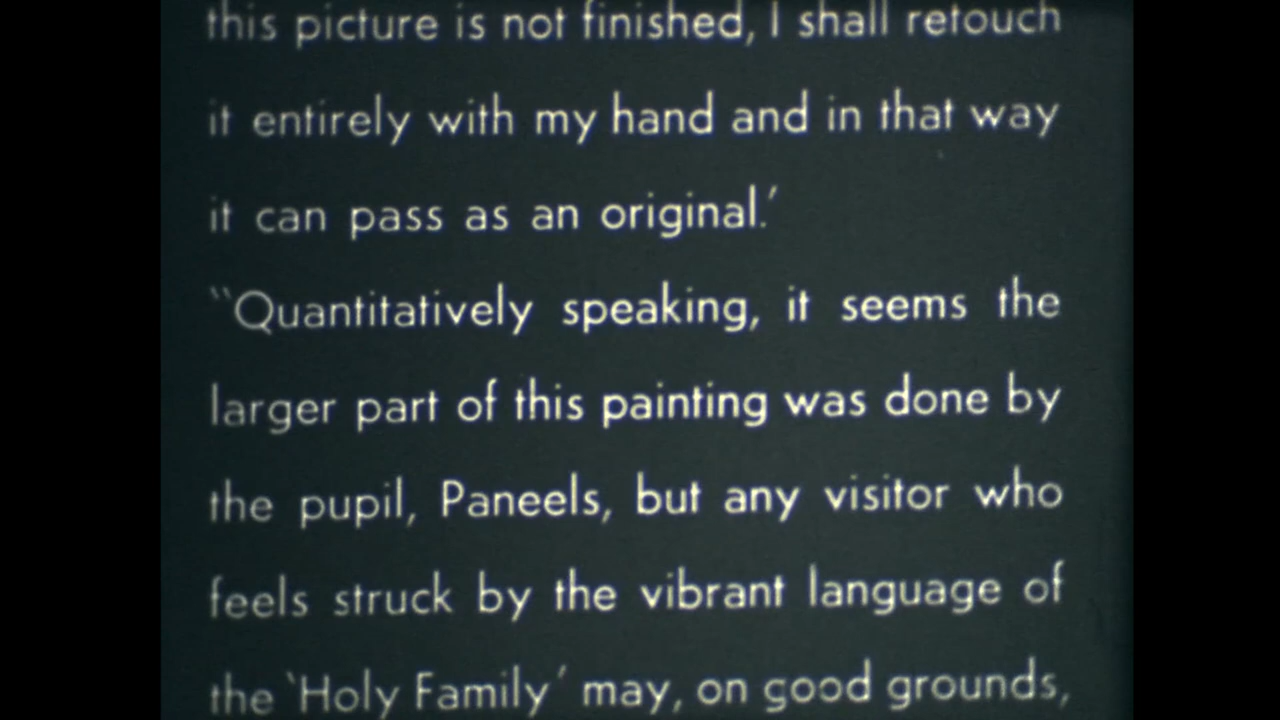 this picture is not finished, I shall retouch
it entirely with my hand and in that way
it can pass as an original.'
"Quantitatively speaking, it seems the
larger part of this painting was done by
the pupil, Paneels, but any visitor who
feels struck by the vibrant language of
the 'Holy Family' may, on good grounds,